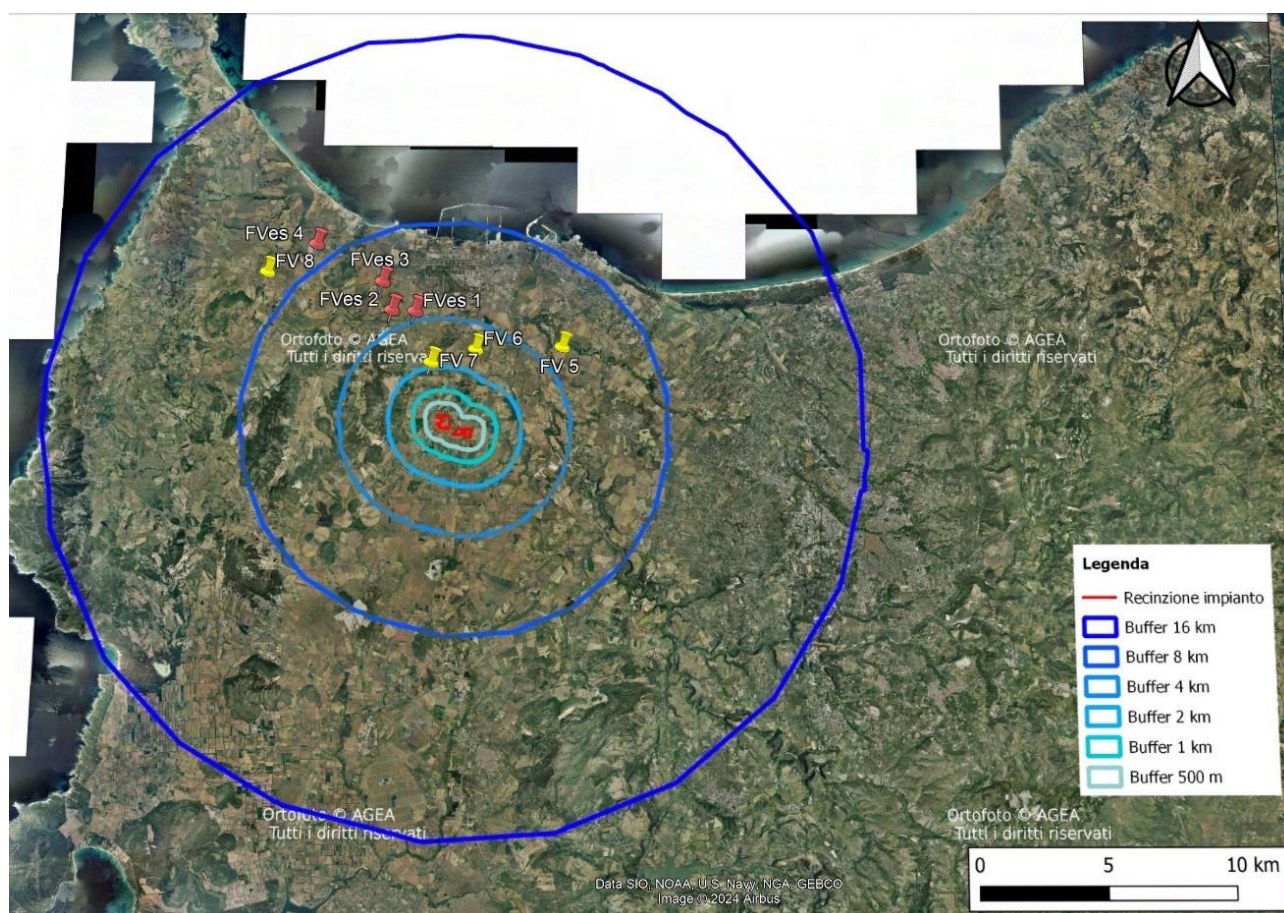 FVes 4
FV 8
FVes 3
FVes 2
FVes 1
FV 6
FV 7
FV 5
Ortofoto © AGEA
Tutti i diritti riservati
Ortofoto © AGEA
Tutti i diritti riservati
Legenda
Recinzione impianto
Buffer 16 km
Buffer 8 km
Buffer 4 km
Buffer 2 km
Buffer 1 km
Buffer 500 m
Ortofoto © AGEA
Tutti i diritti riservati
Ortofoto © AGEA
Tutti i diritti riservati
0 5 10 km
Data SIO, NOAA, U.S. Navy, NGA, GEBCO
Image © 2024 Airbus